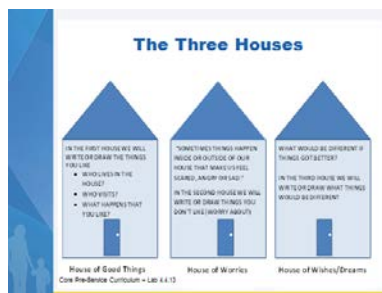 The Three Houses
IN THE FIRST HOUSE WE WILL
WRITE OR DRAW THE THINGS
YOU LIKE
• WHO LIVES IN THE
HOUSE?
• WHO VISITS?
• WHAT HAPPENS THAT
YOU LIKE?
"SOMETIMES THINGS HAPPEN
INSIDE OR OUTSIDE OF OUR
HOUSE THAT MAKE US FEEL
SCARED, ANGRY OR SAD."
IN THE SECOND HOUSE WE WILL
WRITE OR DRAW THINGS YOU
DON'T LIKE (WORRY ABOUT)
WHAT WOULD BE DIFFERENT IF
THINGS GOT BETTER?
IN THE THIRD HOUSE WE WILL
WRITE OR DRAW WHAT THINGS
WOULD BE DIFFERENT
House of Good Things
House of Worries
House of Wishes/Dreams
Core Pre-Service Curriculum – Lab 4.4.13